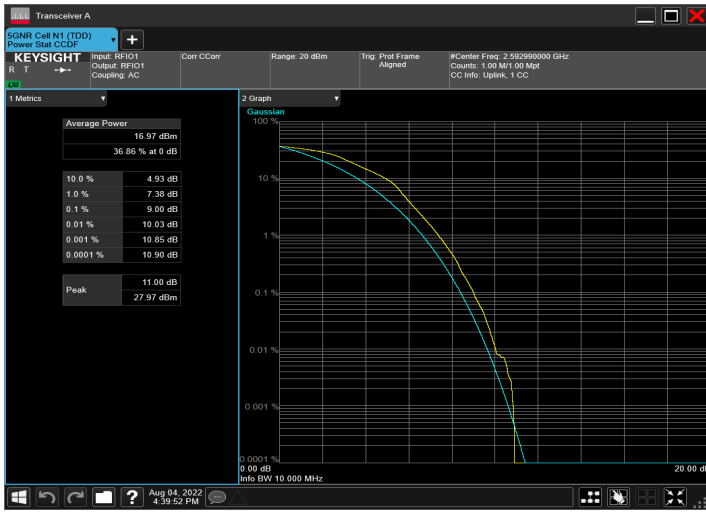 Transceiver A
5GNR Cell N1 (TDD)
Power Stat CCDF
KEYSIGHT
R T
LXI
Input: RFIO1
Output: RFIO1
Coupling: AC
Corr CCorr
Range: 20 dBm
Trig: Prot Frame
Aligned
#Center Freq: 2.592990000 GHz
Counts: 1.00 M/1.00 Mpt
CC Info: Uplink, 1 CC
1 Metrics
Average Power
16.97 dBm
36.86 % at 0 dB
10.0 % 4.93 dB
1.0 % 7.38 dB
0.1 % 9.00 dB
0.01 % 10.03 dB
0.001 % 10.85 dB
0.0001 % 10.90 dB
Peak
11.00 dB
27.97 dBm
2 Graph
Gaussian
100 %
10 %
1 %
0.1 %
0.01 %
0.001 %
0.0001 %
0.00 dB
20.00 dB
Info BW 10.000 MHz
? Aug 04, 2022
4:39:52 PM